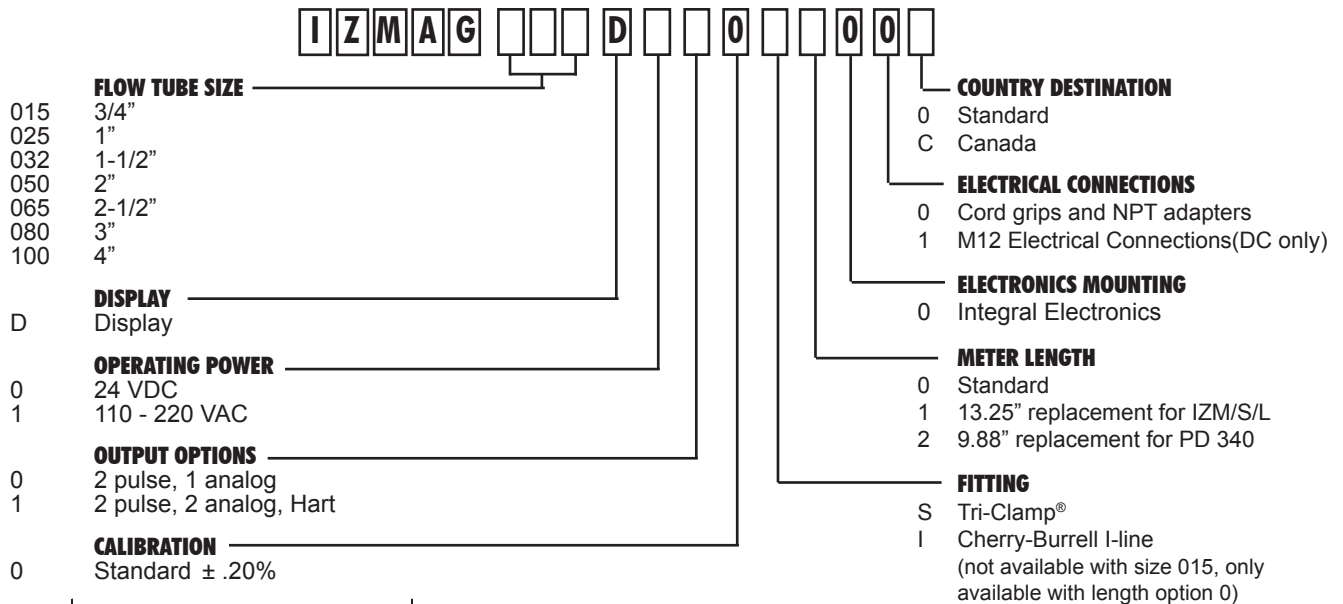 IZMAG D 0 00
FLOW TUBE SIZE
015 3/4”
025 1”
032 1-1/2”
050 2”
065 2-1/2”
080 3”
100 4”
DISPLAY
D Display
OPERATING POWER
0 24 VDC
1 110 - 220 VAC
OUTPUT OPTIONS
0 2 pulse, 1 analog
1 2 pulse, 2 analog, Hart
CALIBRATION
0 Standard ± .20%
COUNTRY DESTINATION
0 Standard
C Canada
ELECTRICAL CONNECTIONS
0 Cord grips and NPT adapters
1 M12 Electrical Connections(DC only)
ELECTRONICS MOUNTING
0 Integral Electronics
METER LENGTH
0 Standard
1 13.25” replacement for IZM/S/L
2 9.88” replacement for PD 340
FITTING
S Tri-Clamp®
I Cherry-Burrell I-line
(not available with size 015, only
available with length option 0)